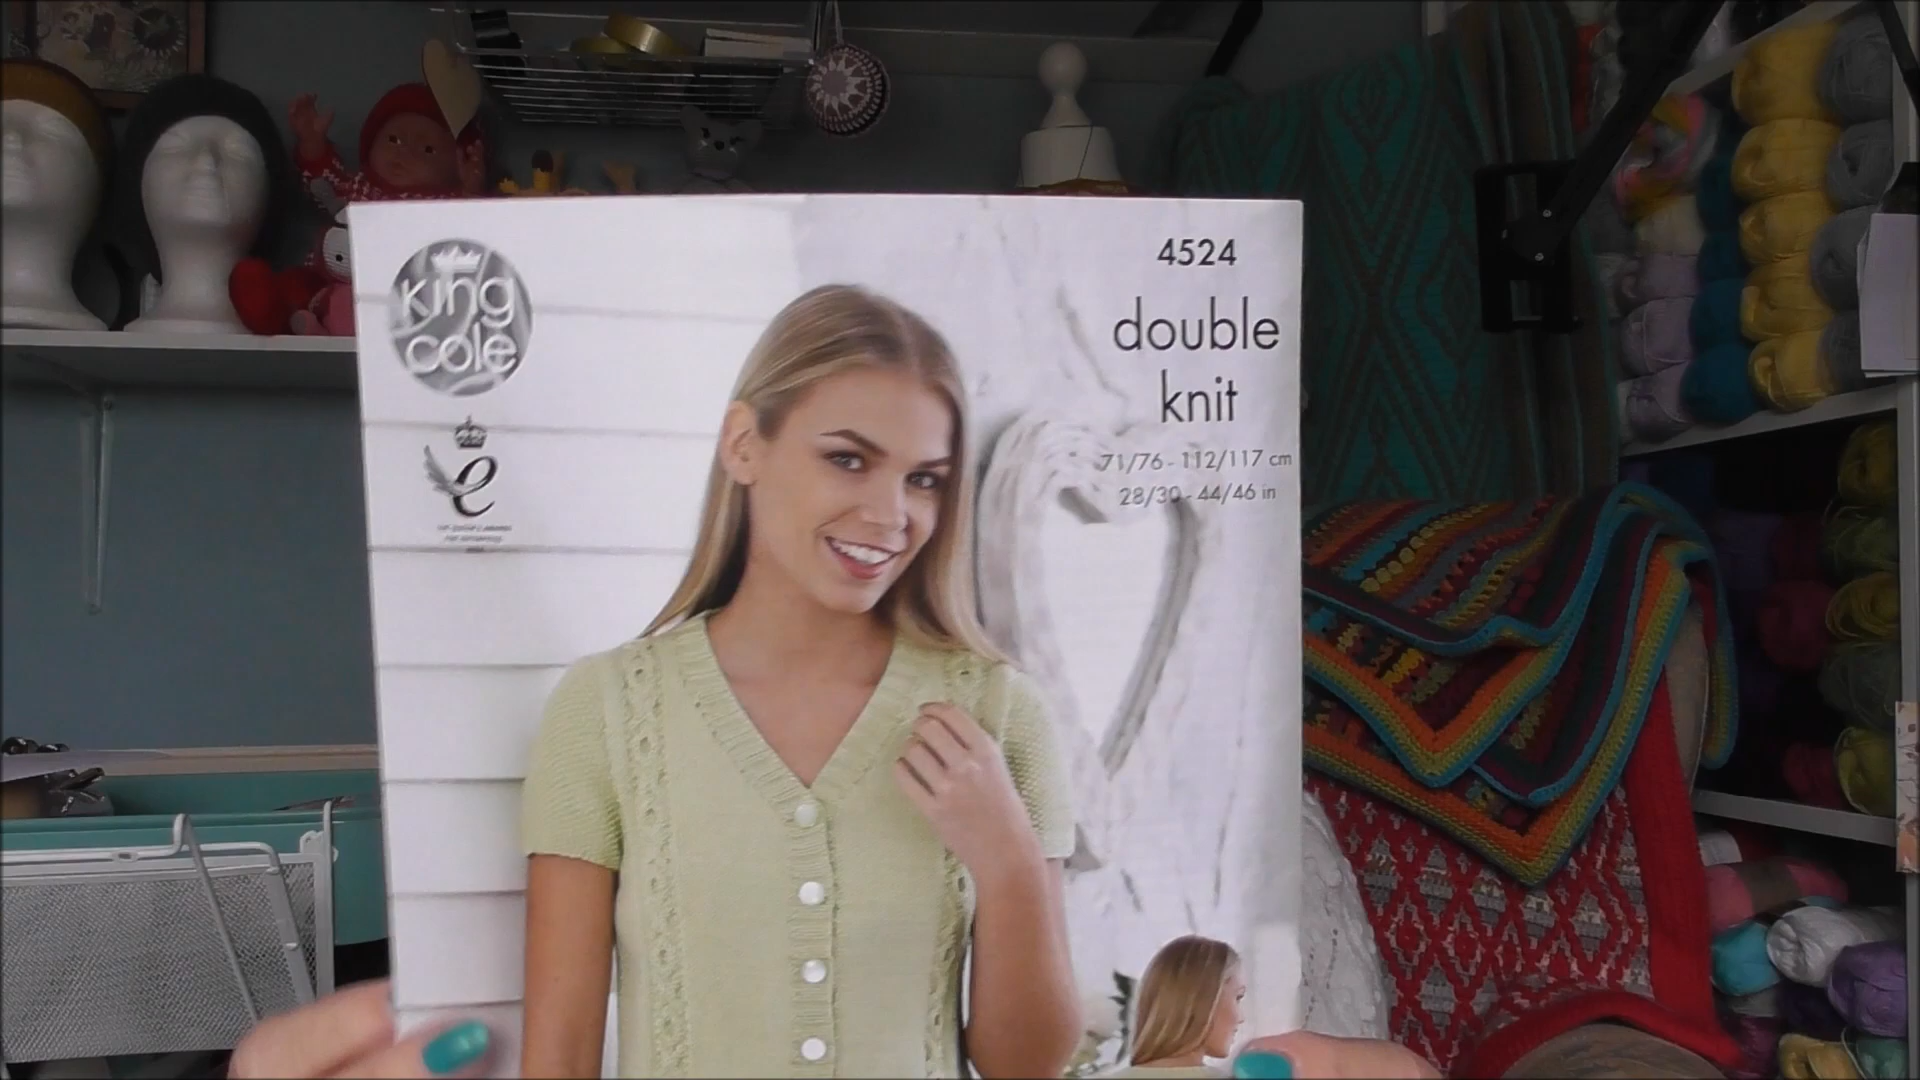 king
cole
e
4524
double
knit
71/76 - 112/117 cm
28/30 - 44/46 in